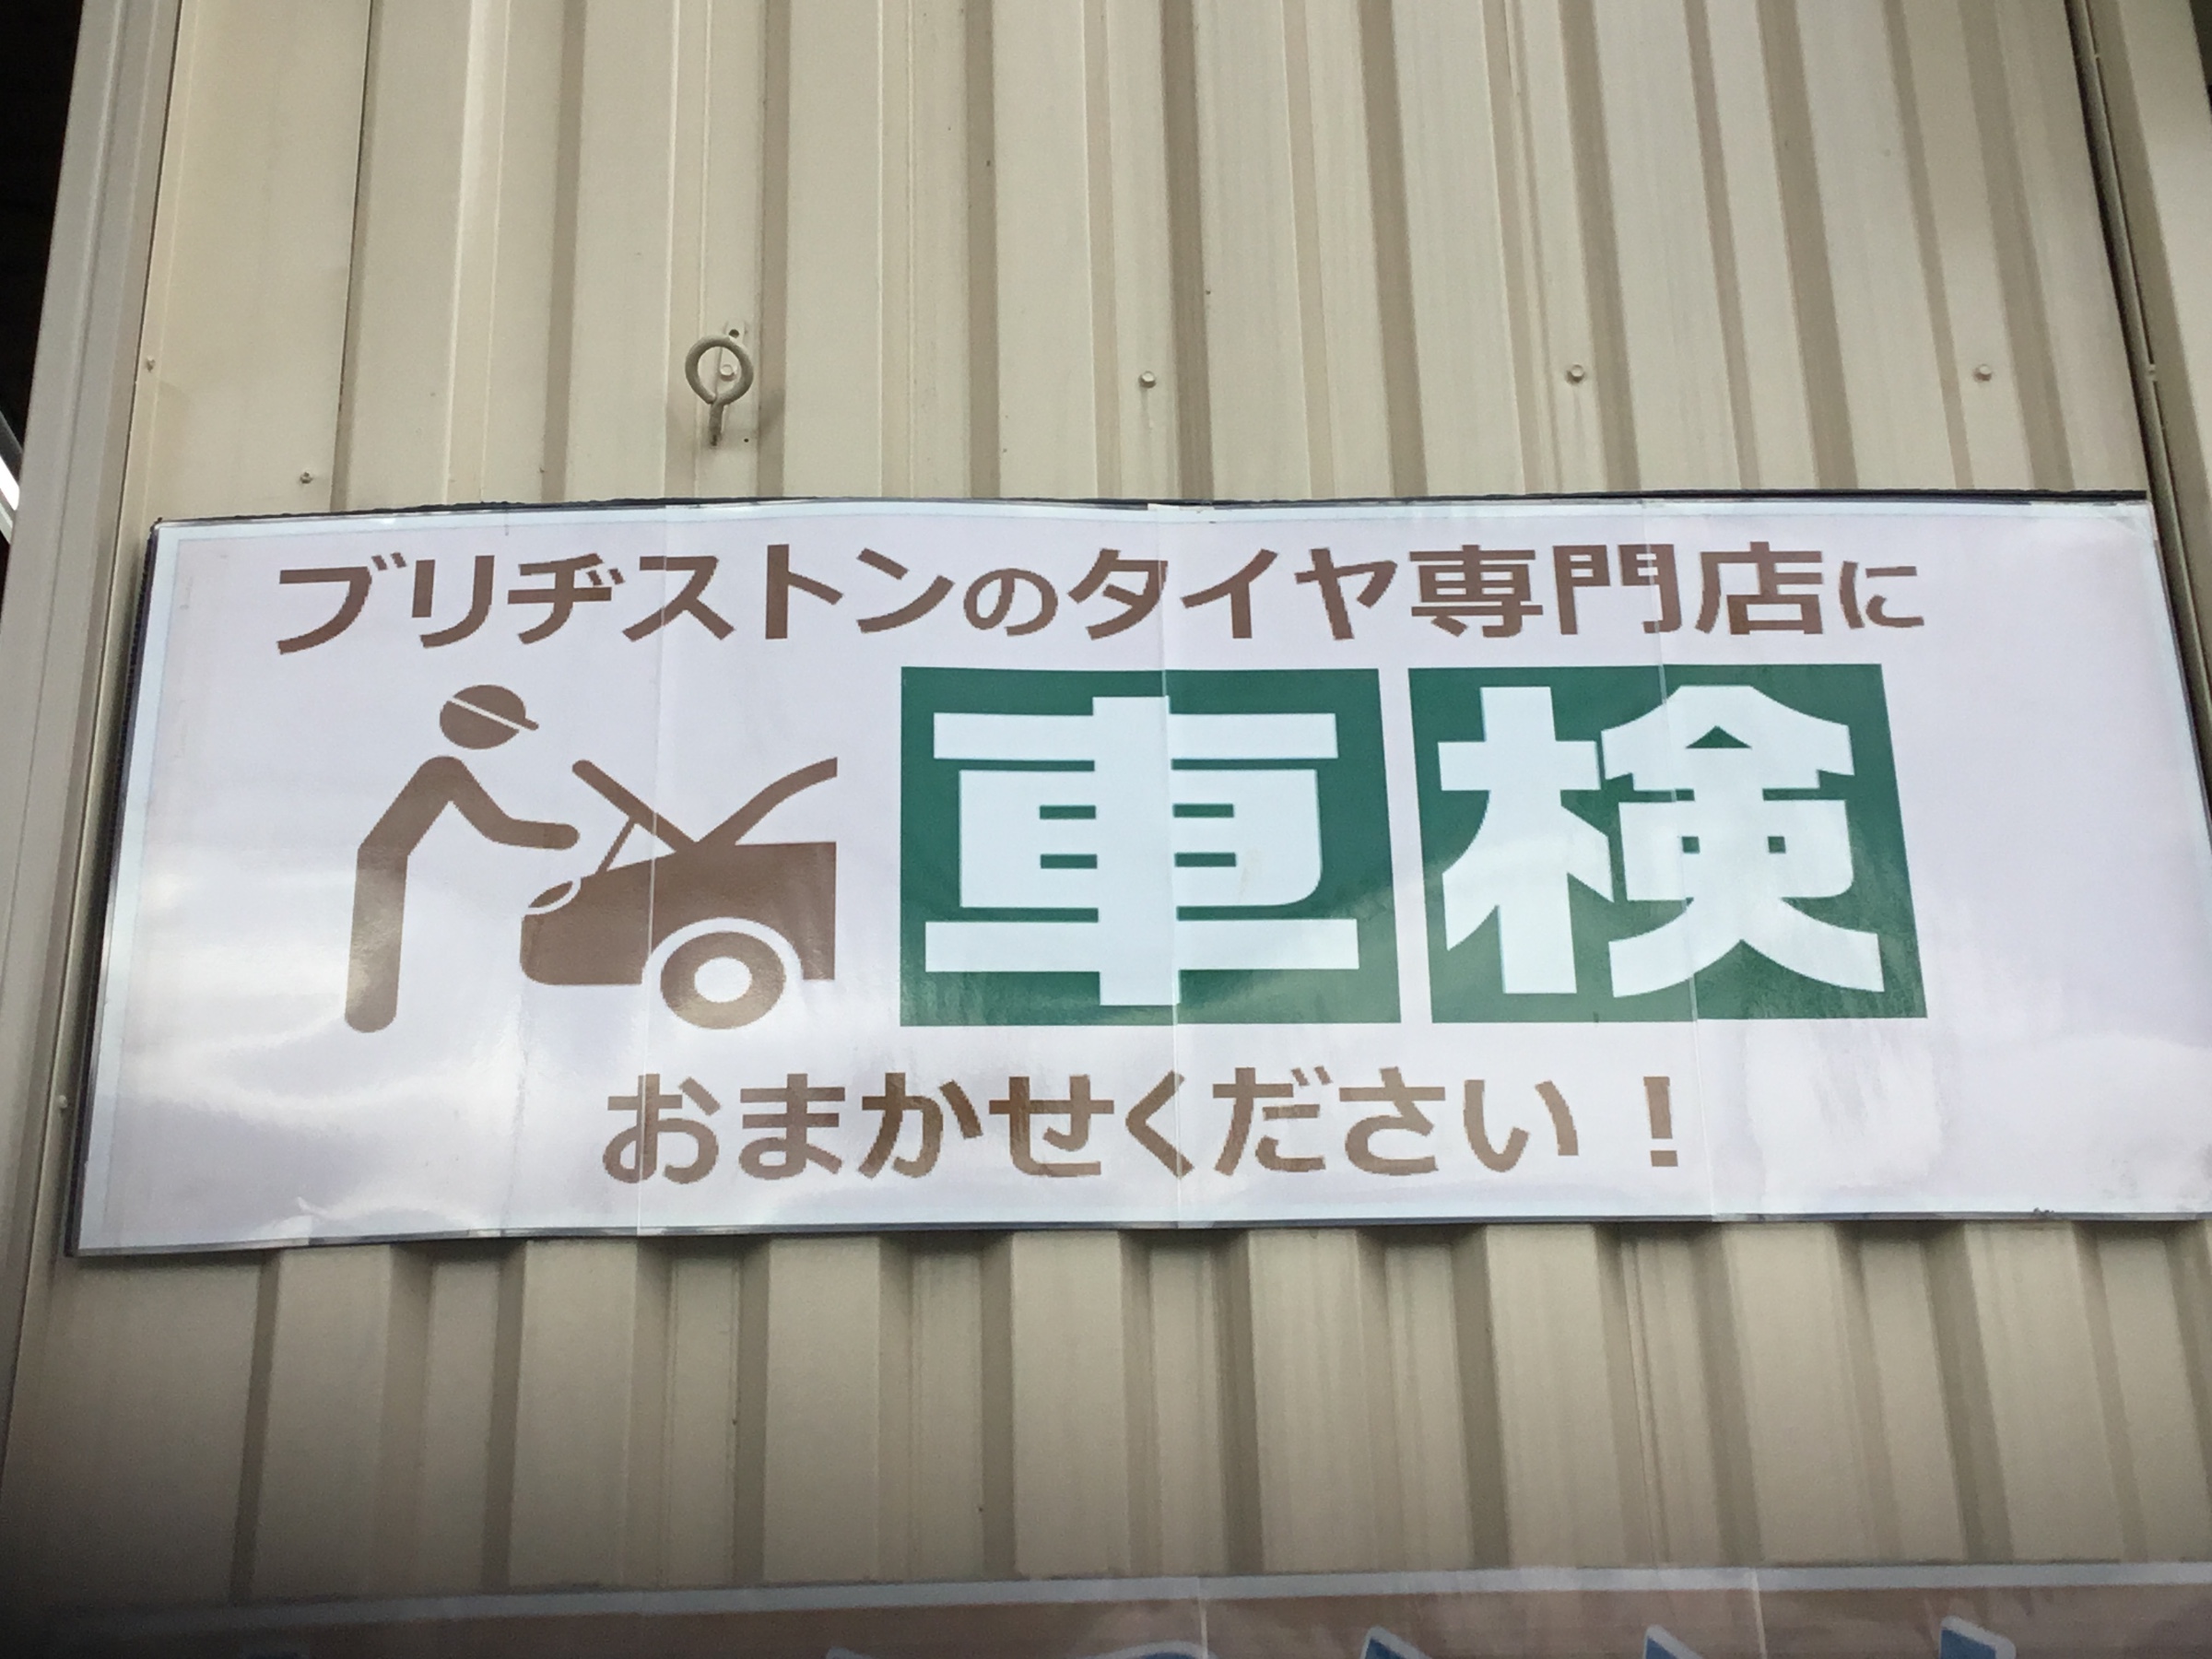 ブリヂストンのタイヤ専門店に
車検
おまかせください！